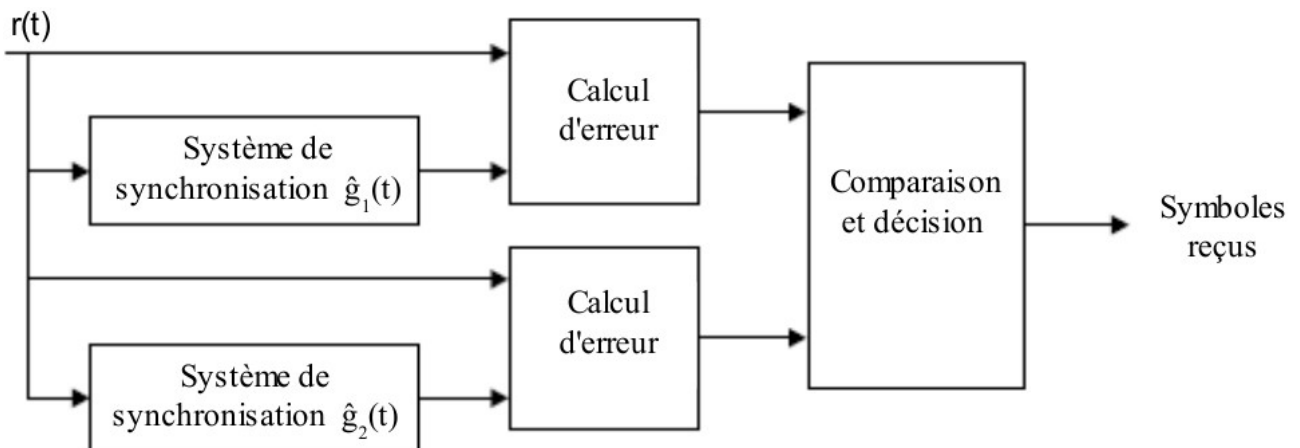 r(t)
Calcul
d'erreur
Système de
synchronisation ĝ₁(t)
Comparaison
et décision
Symboles
reçus
Calcul
d'erreur
Système de
synchronisation ĝ₂(t)